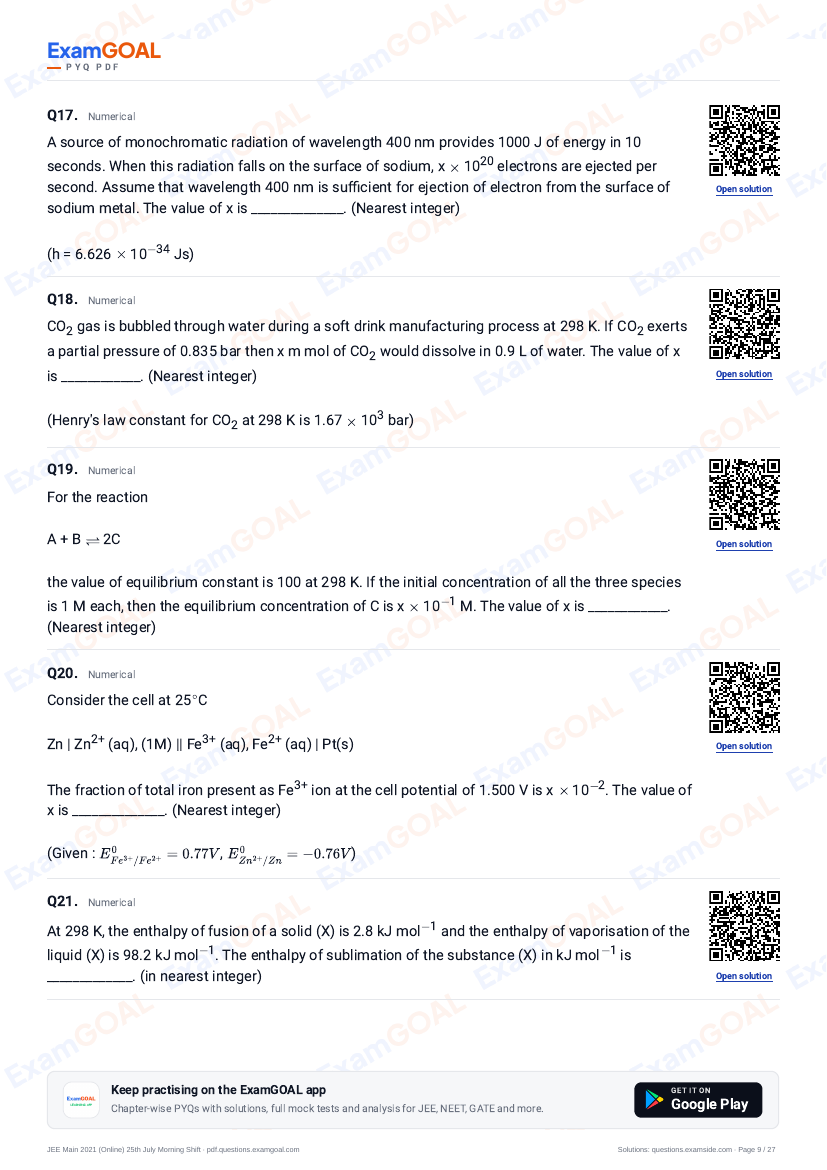 ExamGOAL
PYQ PDF
Q17. Numerical
A source of monochromatic radiation of wavelength 400 nm provides 1000 J of energy in 10
seconds. When this radiation falls on the surface of sodium, x × 10^20 electrons are ejected per
second. Assume that wavelength 400 nm is sufficient for ejection of electron from the surface of
sodium metal. The value of x is ______________. (Nearest integer)
(h = 6.626 × 10^−34 Js)
Open solution
Q18. Numerical
CO₂ gas is bubbled through water during a soft drink manufacturing process at 298 K. If CO₂ exerts
a partial pressure of 0.835 bar then x m mol of CO₂ would dissolve in 0.9 L of water. The value of x
is ____________. (Nearest integer)
(Henry's law constant for CO₂ at 298 K is 1.67 × 10^3 bar)
Open solution
Q19. Numerical
For the reaction
A + B ⇌ 2C
the value of equilibrium constant is 100 at 298 K. If the initial concentration of all the three species
is 1 M each, then the equilibrium concentration of C is x × 10^−1 M. The value of x is ____________.
(Nearest integer)
Open solution
Q20. Numerical
Consider the cell at 25°C
Zn | Zn^2+ (aq), (1M) || Fe^3+ (aq), Fe^2+ (aq) | Pt(s)
The fraction of total iron present as Fe^3+ ion at the cell potential of 1.500 V is x × 10^−2. The value of
x is ______________. (Nearest integer)
(Given : E^0_{Fe^3+/Fe^2+} = 0.77V, E^0_{Zn^2+/Zn} = −0.76V)
Open solution
Q21. Numerical
At 298 K, the enthalpy of fusion of a solid (X) is 2.8 kJ mol^−1 and the enthalpy of vaporisation of the
liquid (X) is 98.2 kJ mol^−1. The enthalpy of sublimation of the substance (X) in kJ mol^−1 is
_____________. (in nearest integer)
Open solution
ExamGOAL
Keep practising on the ExamGOAL app
Chapter-wise PYQs with solutions, full mock tests and analysis for JEE, NEET, GATE and more.
GET IT ON
Google Play
JEE Main 2021 (Online) 25th July Morning Shift · pdf.questions.examgoal.com
Solutions: questions.examside.com · Page 9 / 27